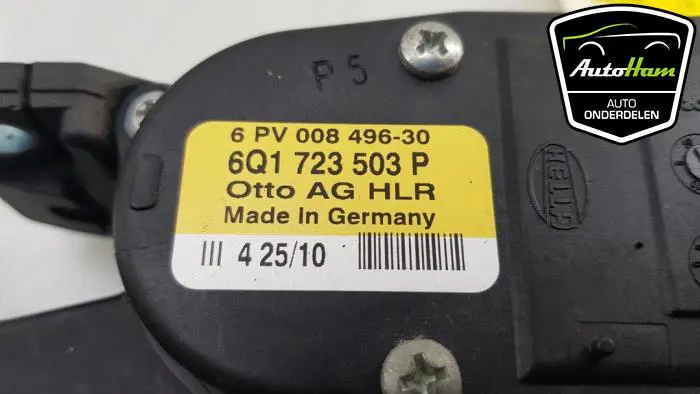 P 5
6 PV 008 496-30
6Q1 723 503 P
Otto AG HLR
Made in Germany
III 4 25/10
HELLA
AutoHam
AUTO
ONDERDELEN